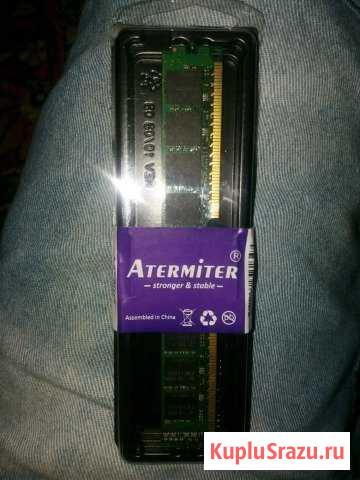 ATERMITER ®
— stronger & stable —
Assembled in China
KupluSrazu.ru